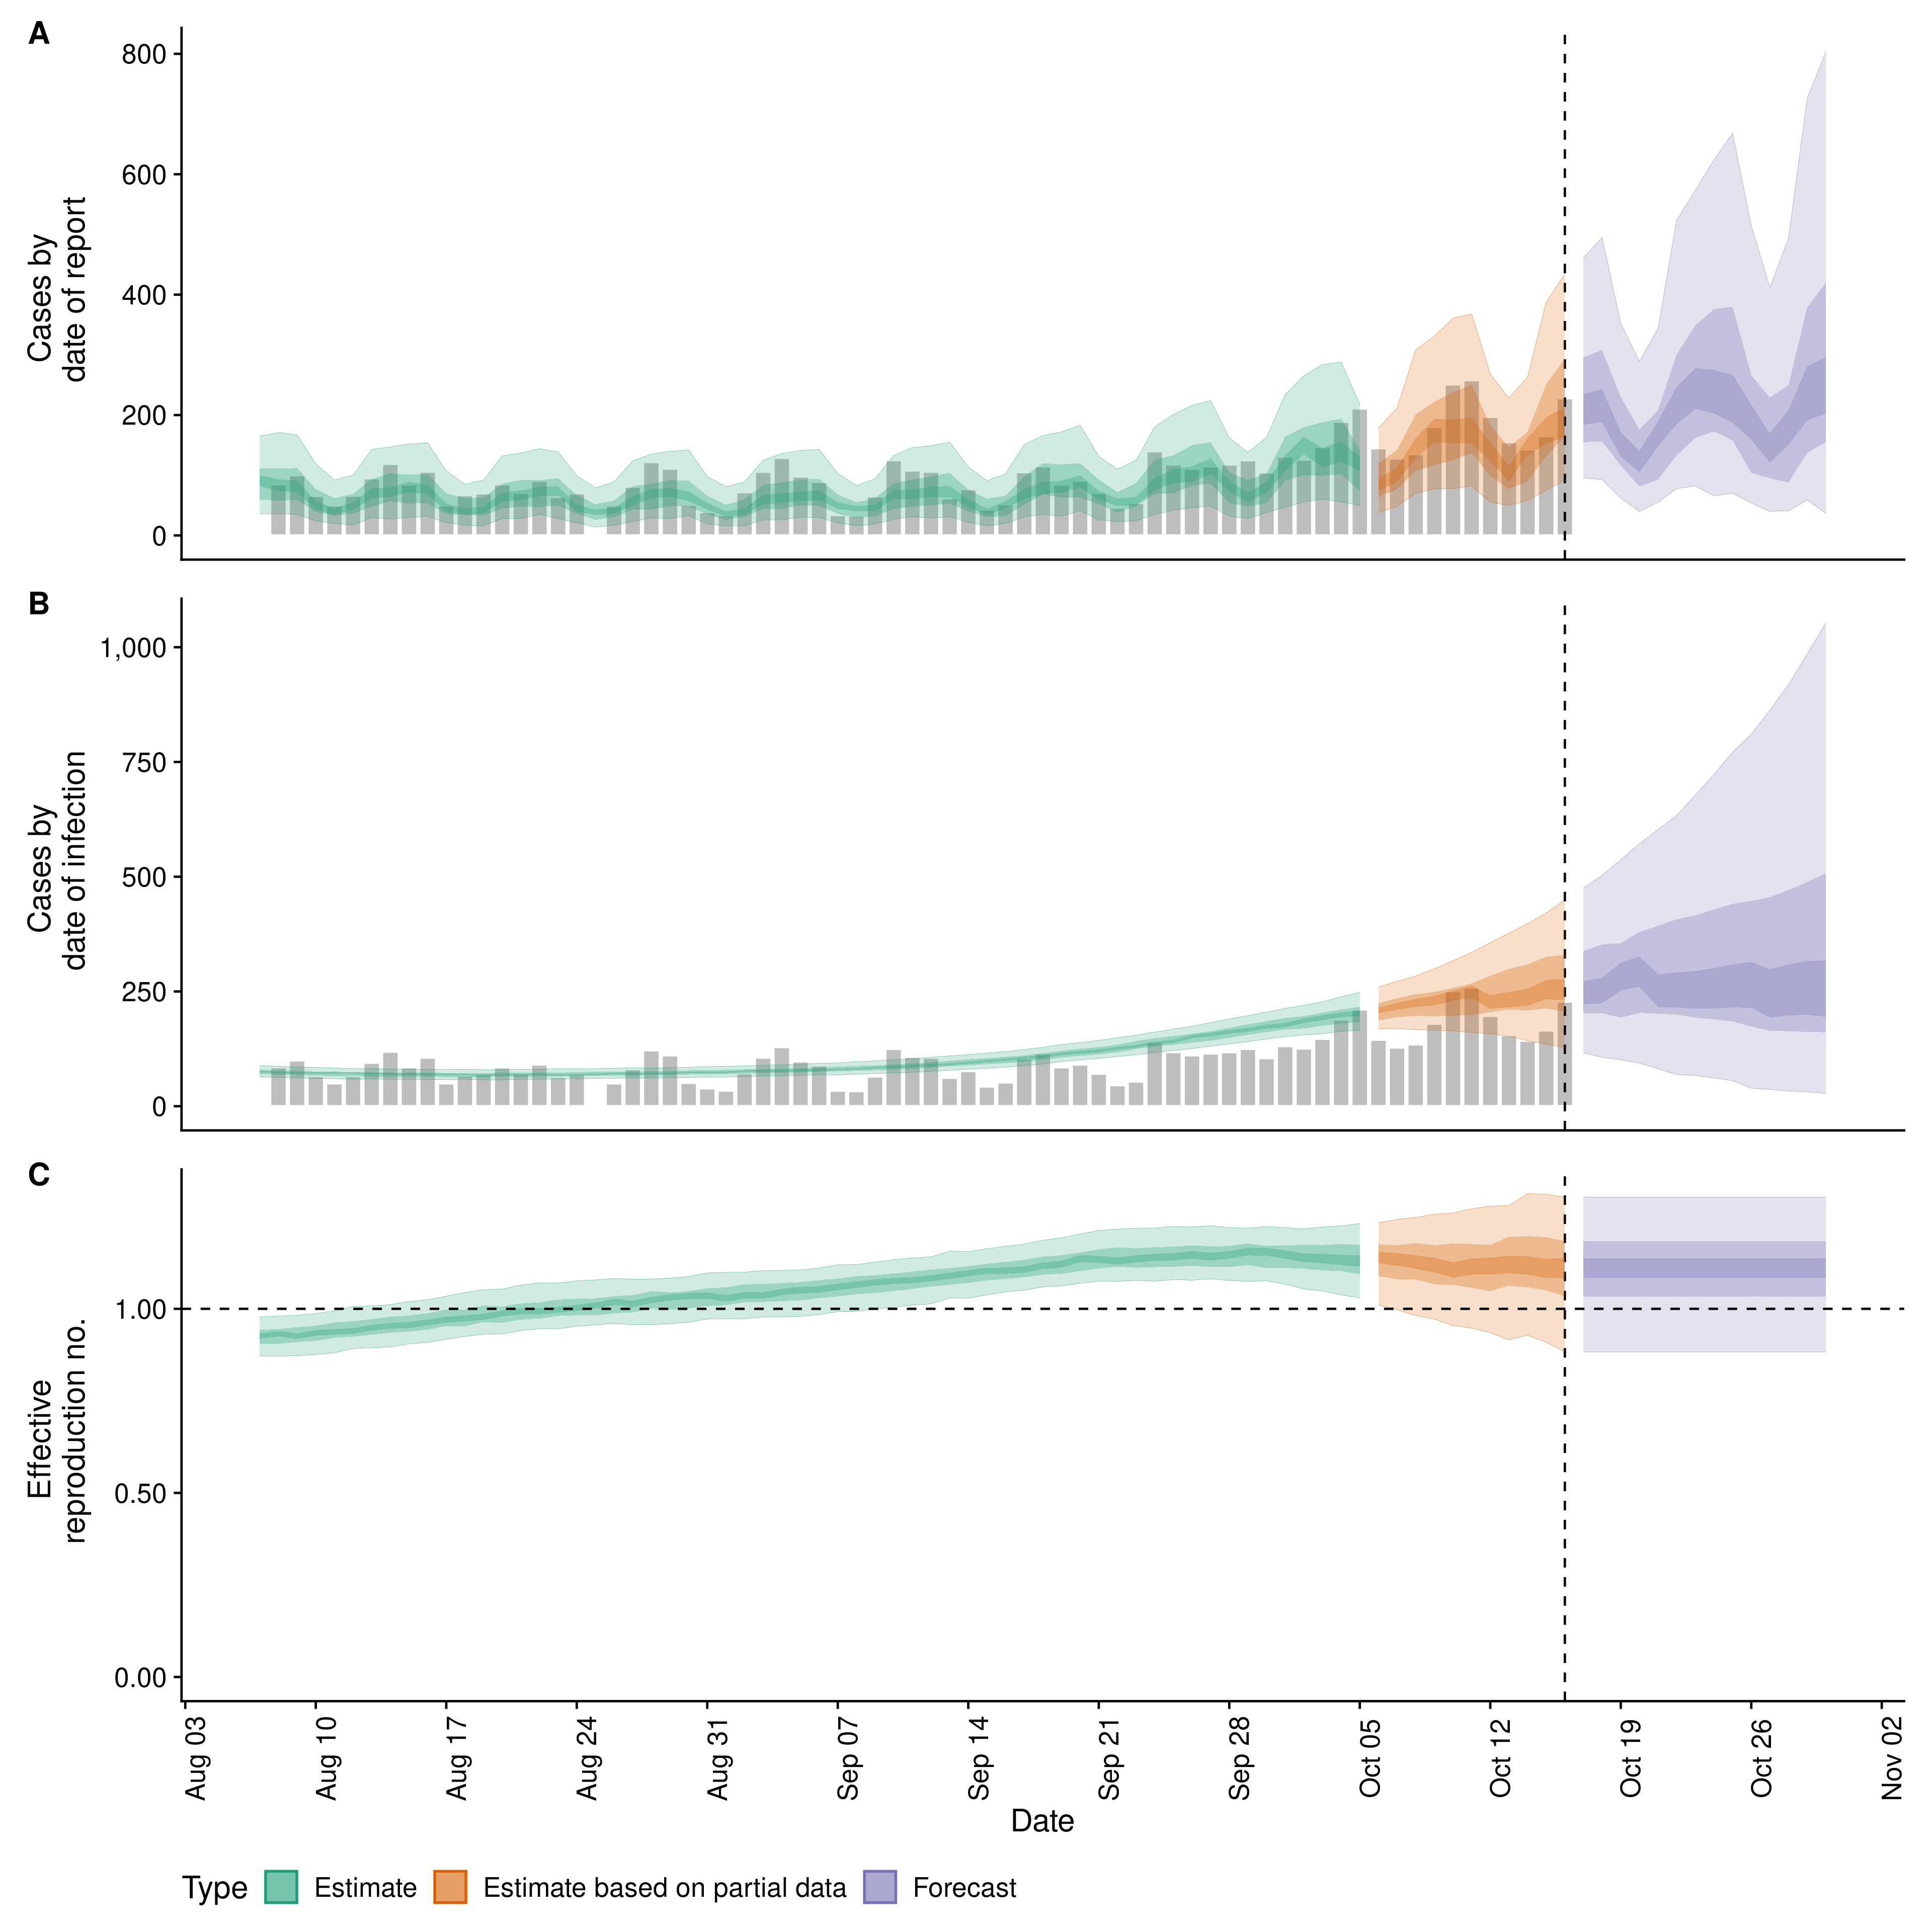 A
800
600
400
200
0
Cases by
date of report
B
1,000
750
500
250
0
Cases by
date of infection
C
1.00
0.50
0.00
Effective
reproduction no.
Aug 03
Aug 10
Aug 17
Aug 24
Aug 31
Sep 07
Sep 14
Sep 21
Sep 28
Oct 05
Oct 12
Oct 19
Oct 26
Nov 02
Date
Type Estimate Estimate based on partial data Forecast